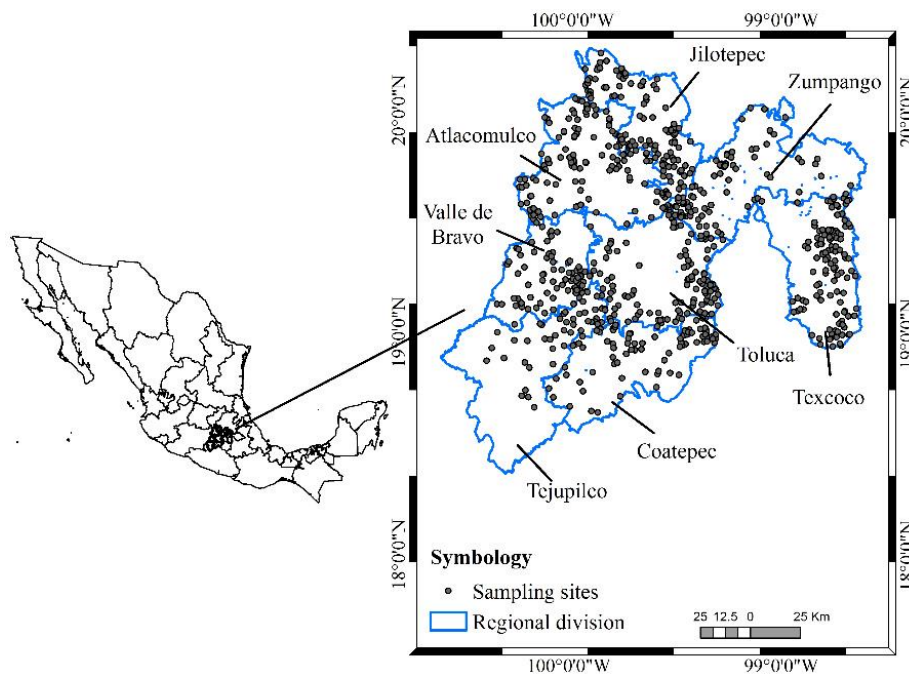 100°0'0"W 99°0'0"W
Jilotepec
Zumpango
20°0'0"N
20°0'0"N
Atlacomulco
Valle de
Bravo
19°0'0"N
19°0'0"N
Toluca
Texcoco
Coatepec
Tejupilco
18°0'0"N
18°0'0"N
Symbology
Sampling sites
Regional division
25 12.5 0 25 Km
100°0'0"W 99°0'0"W